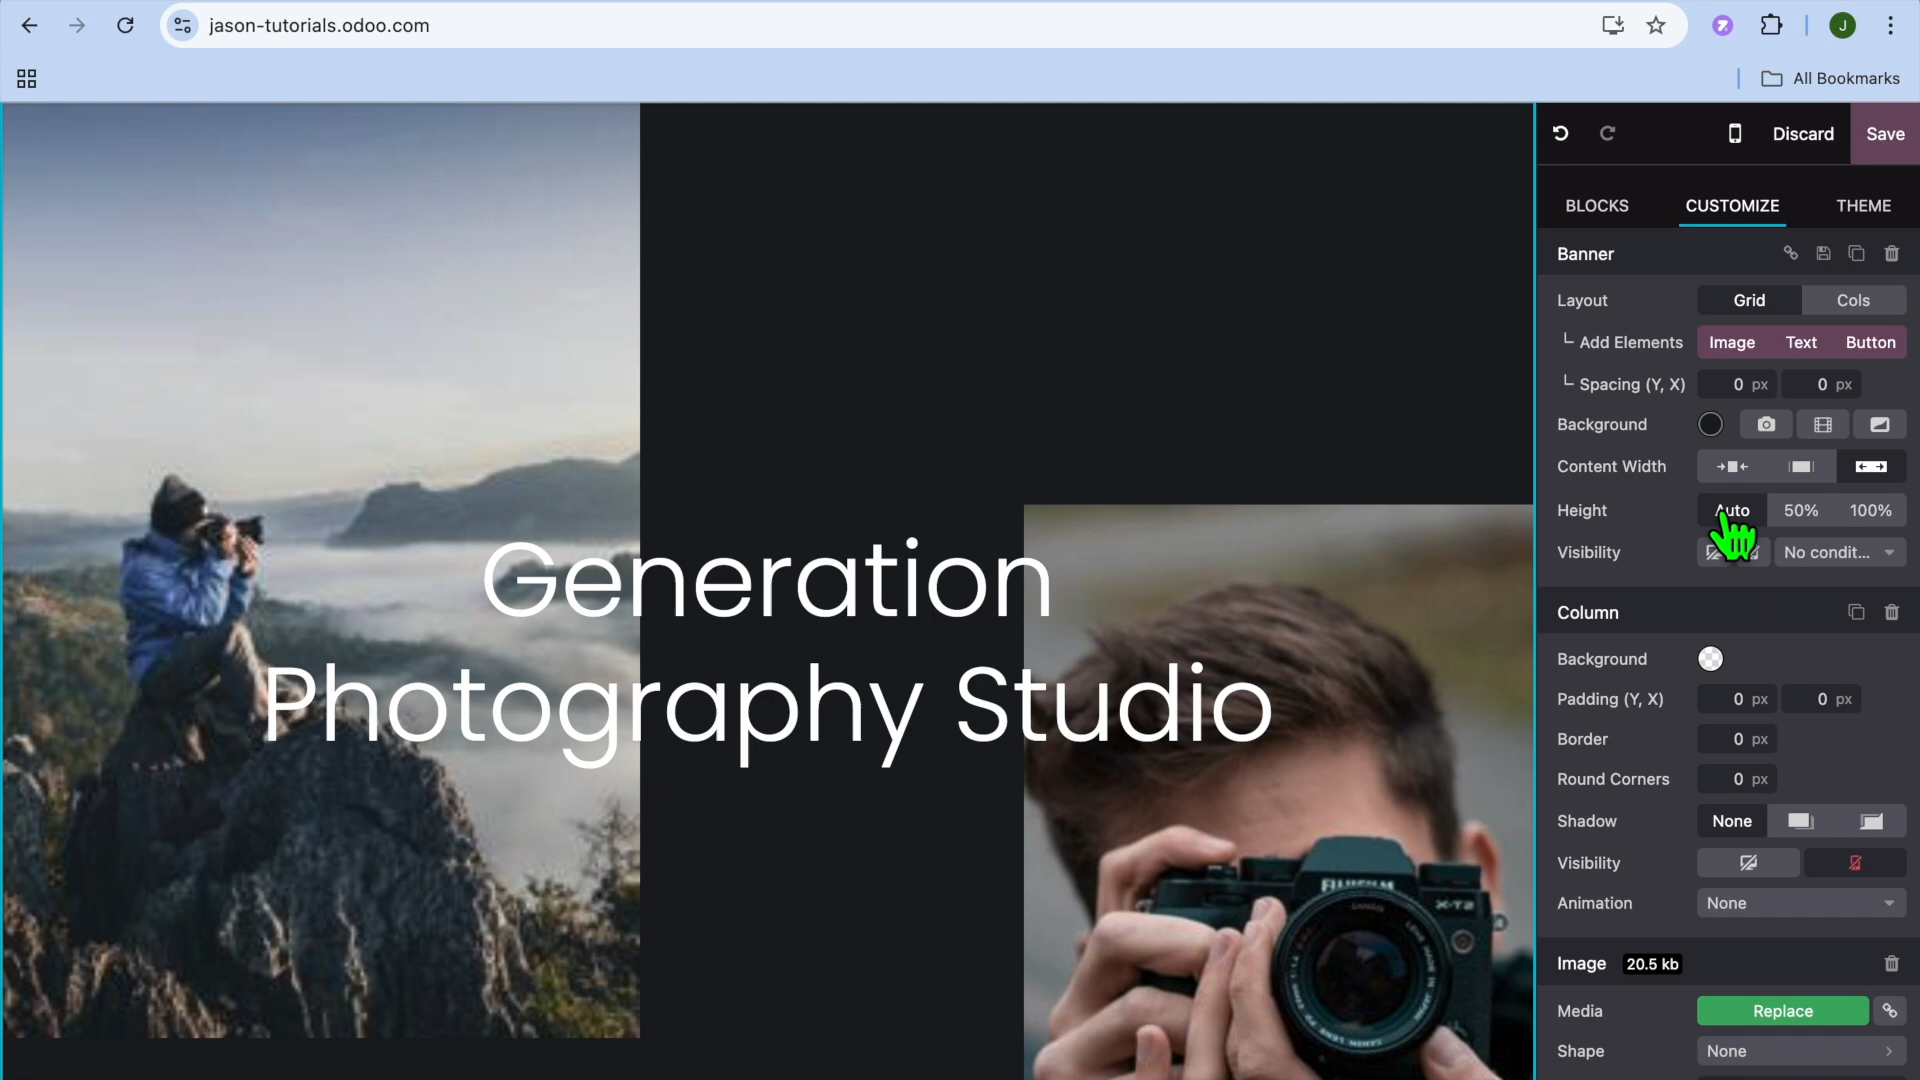 jason-tutorials.odoo.com
J
All Bookmarks
Discard
Save
BLOCKS
CUSTOMIZE
THEME
Banner
Layout
Grid
Cols
Add Elements
Image
Text
Button
Spacing (Y, X)
0 px
0 px
Background
Content Width
Height
Auto
50%
100%
Visibility
No condit...
Column
Background
Padding (Y, X)
0 px
0 px
Border
0 px
Round Corners
0 px
Shadow
None
Visibility
Animation
None
Image
20.5 kb
Media
Replace
Shape
None
Generation
Photography Studio
FUJIFILM
X-T2